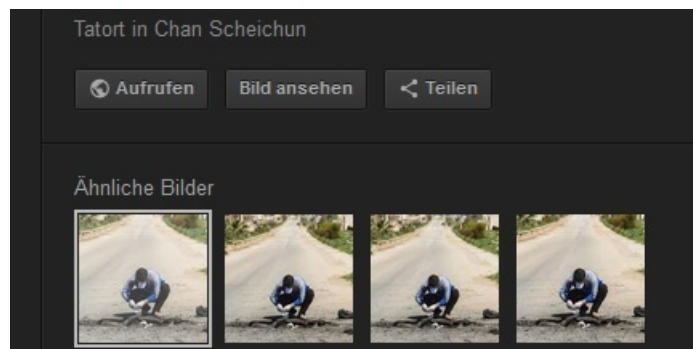 Tatort in Chan Scheichun
Aufrufen Bild ansehen Teilen
Ähnliche Bilder